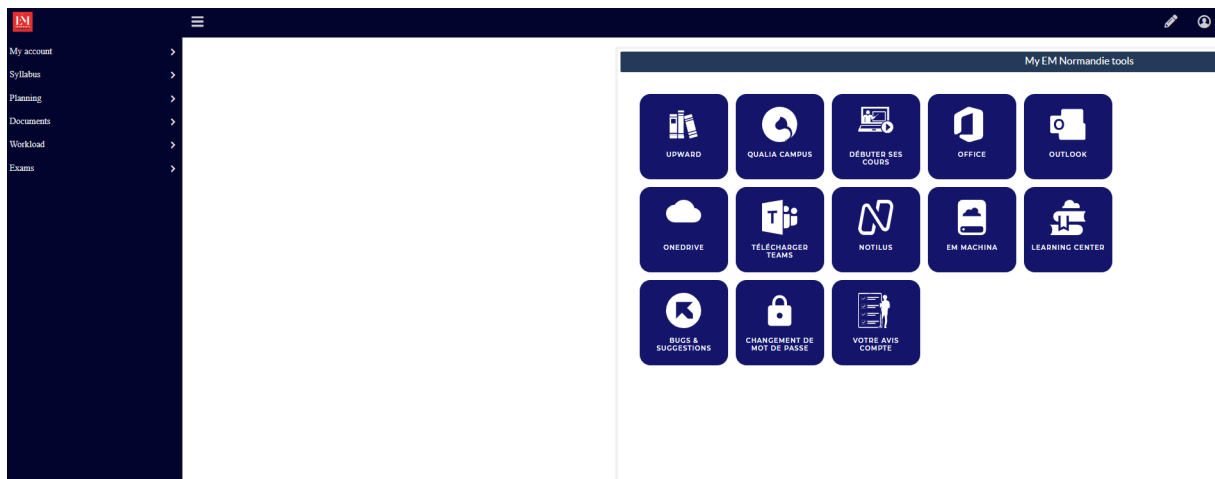 EM
My account
Syllabus
Planning
Documents
Workload
Exams
My EM Normandie tools
UPWARD
QUALIA CAMPUS
DÉBUTER SES
COURS
OFFICE
OUTLOOK
ONEDRIVE
TÉLÉCHARGER
TEAMS
NOTILUS
EM MACHINA
LEARNING CENTER
BUGS &
SUGGESTIONS
CHANGEMENT DE
MOT DE PASSE
VOTRE AVIS
COMPTE